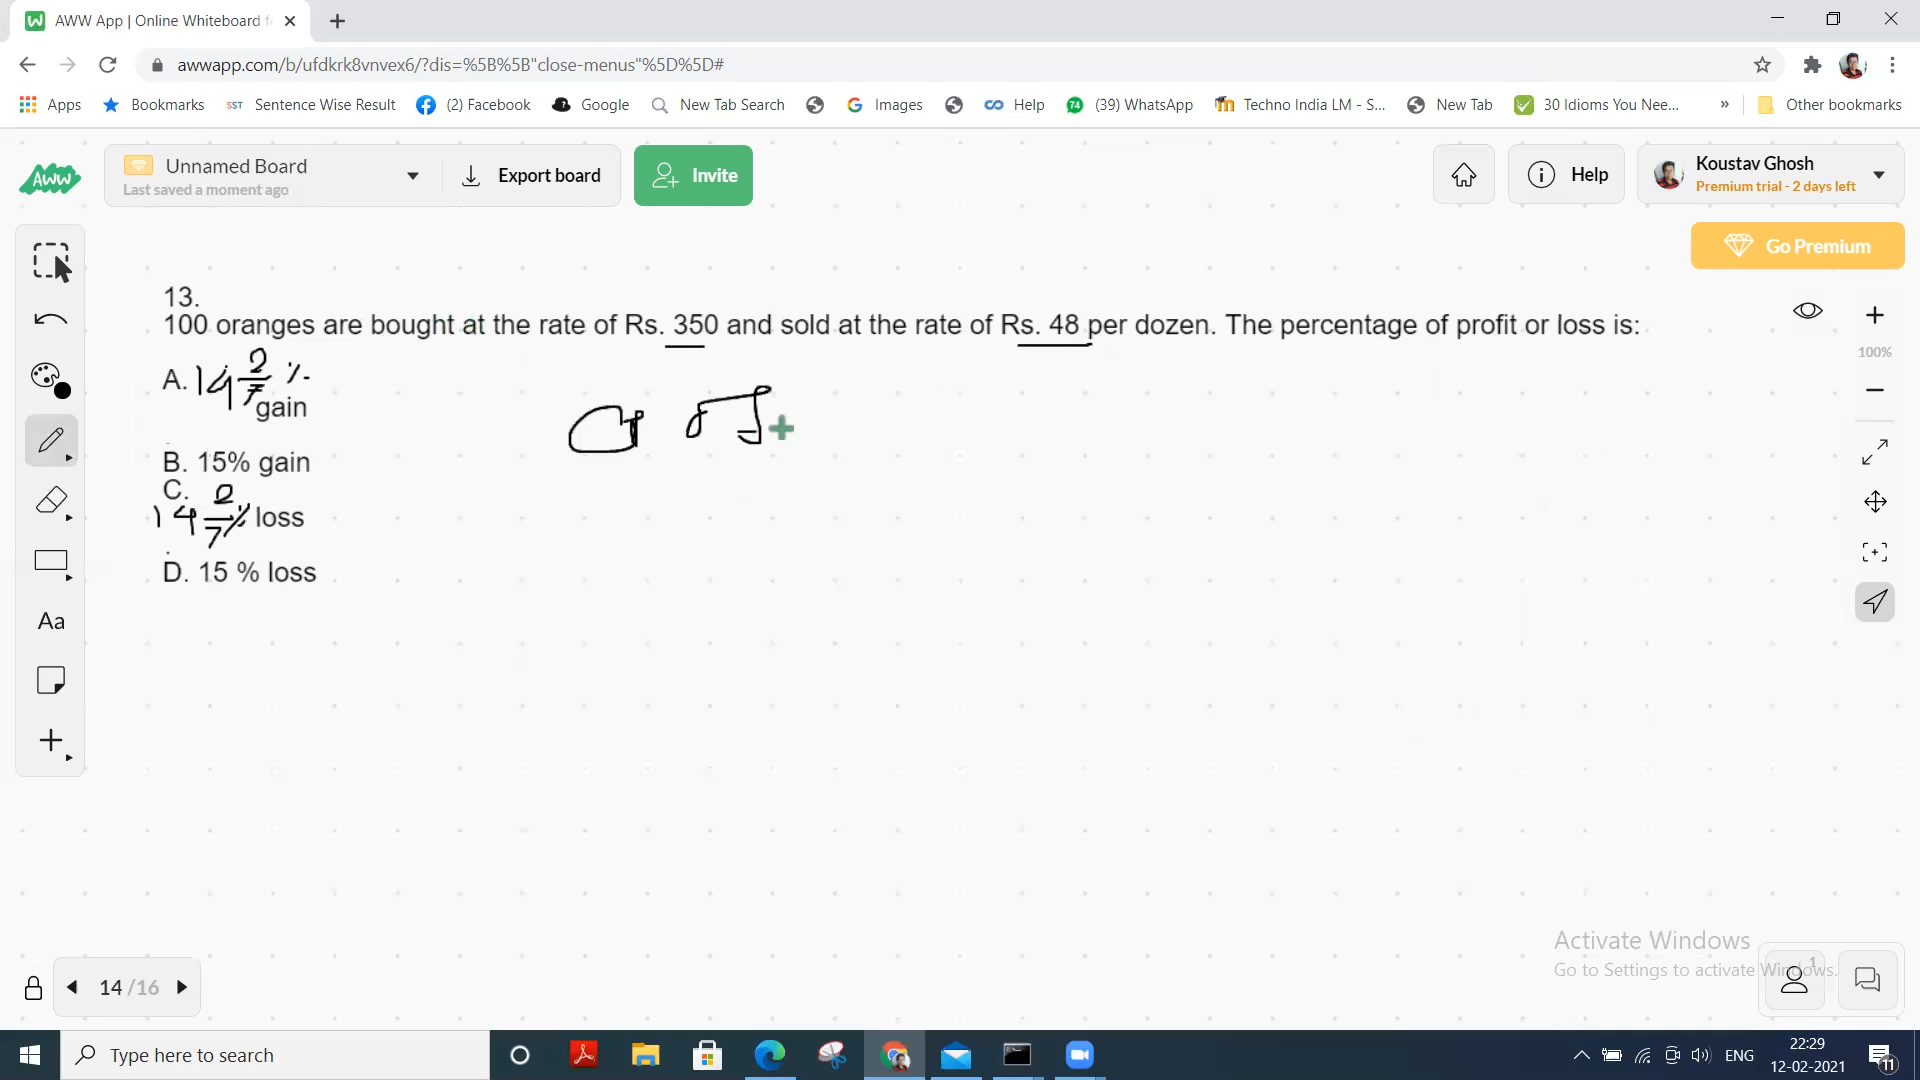 AWW App | Online Whiteboard f
awwapp.com/b/ufdkrk8vnvex6/?dis=%5B%5B"close-menus"%5D%5D#
Apps Bookmarks SST Sentence Wise Result (2) Facebook Google New Tab Search Images Help 74 (39) WhatsApp Techno India LM - S... New Tab 30 Idioms You Nee... » Other bookmarks
AWW
Unnamed Board
Last saved a moment ago
Export board
Invite
Help
Koustav Ghosh
Premium trial - 2 days left
Go Premium
100%
13.
100 oranges are bought at the rate of Rs. 350 and sold at the rate of Rs. 48 per dozen. The percentage of profit or loss is:
A. 14 2/7 %
gain
B. 15% gain
C.
14 2/7 % loss
D. 15 % loss
Aa
14 /16
Activate Windows
Go to Settings to activate Windows.
1
Type here to search
ENG
22:29
12-02-2021
11